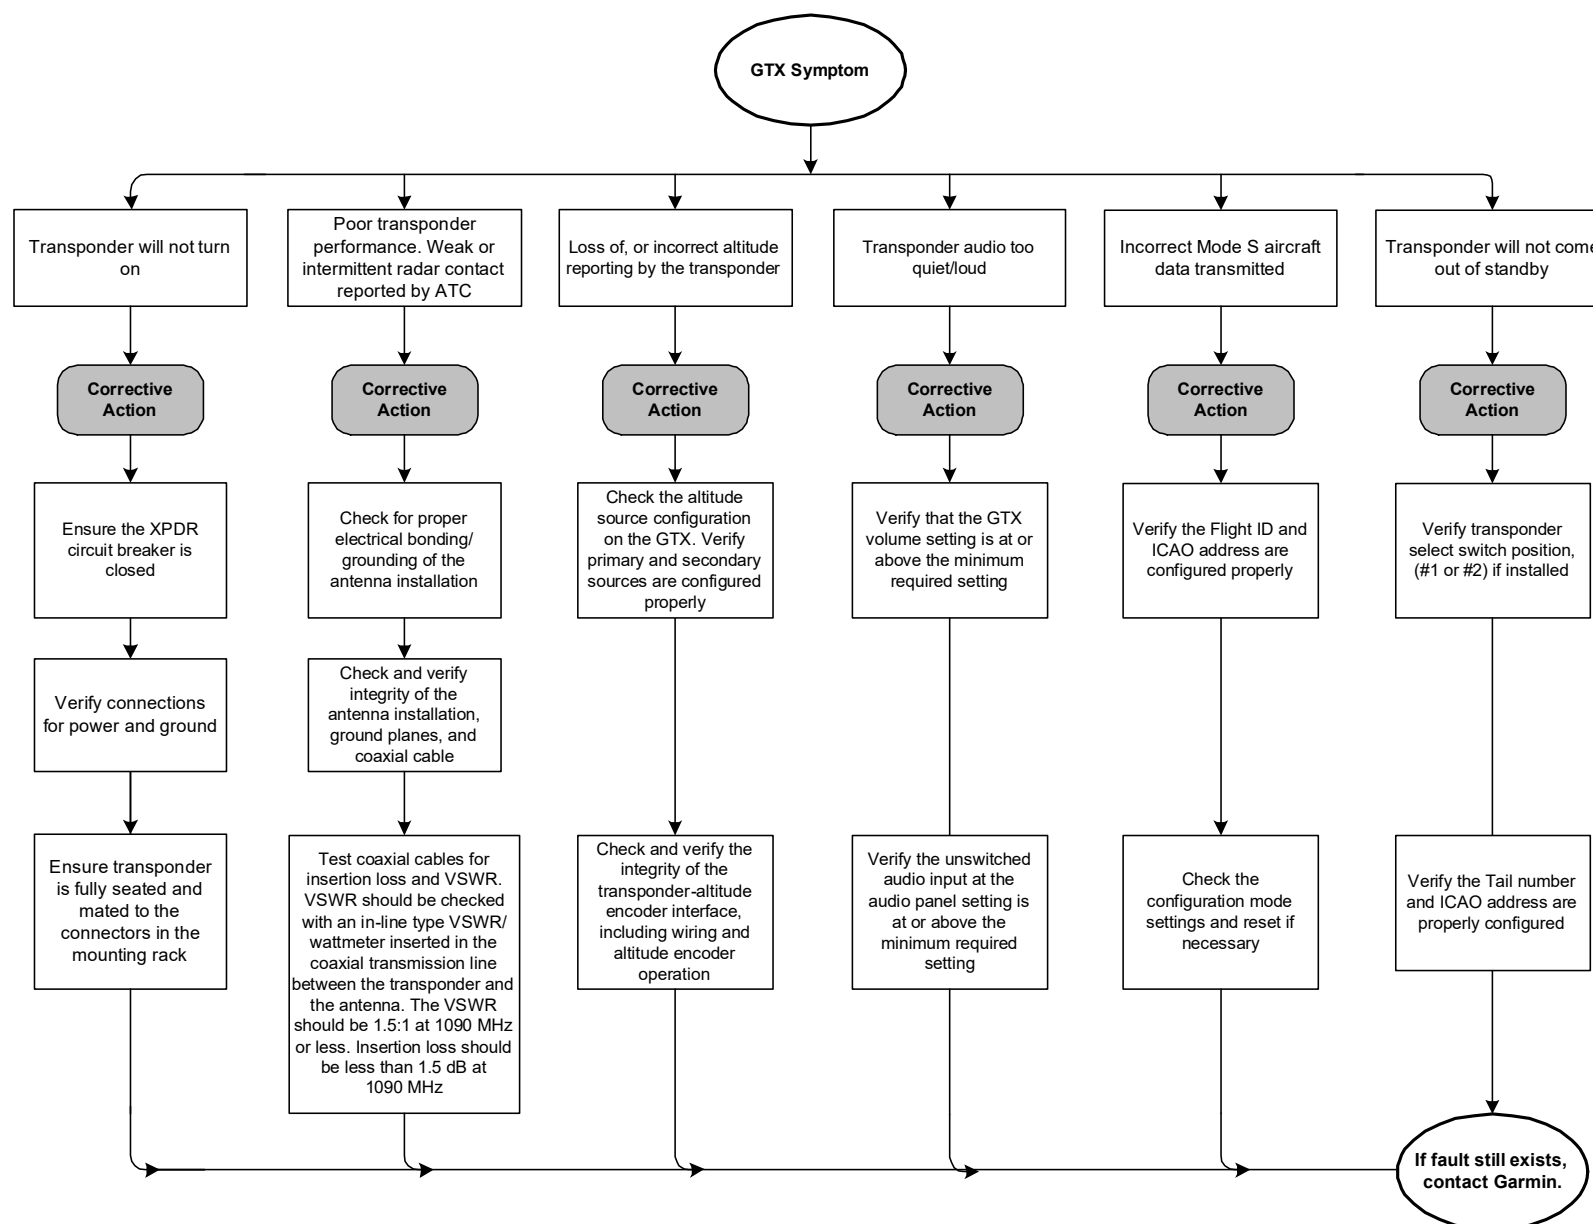 GTX Symptom
Transponder will not turn
on
Poor transponder
performance. Weak or
intermittent radar contact
reported by ATC
Loss of, or incorrect altitude
reporting by the transponder
Transponder audio too
quiet/loud
Incorrect Mode S aircraft
data transmitted
Transponder will not come
out of standby
Corrective
Action
Corrective
Action
Corrective
Action
Corrective
Action
Corrective
Action
Corrective
Action
Ensure the XPDR
circuit breaker is
closed
Check for proper
electrical bonding/
grounding of the
antenna installation
Check the altitude
source configuration
on the GTX. Verify
primary and secondary
sources are configured
properly
Verify that the GTX
volume setting is at or
above the minimum
required setting
Verify the Flight ID and
ICAO address are
configured properly
Verify transponder
select switch position,
(#1 or #2) if installed
Verify connections
for power and ground
Check and verify
integrity of the
antenna installation,
ground planes, and
coaxial cable
Ensure transponder
is fully seated and
mated to the
connectors in the
mounting rack
Test coaxial cables for
insertion loss and VSWR.
VSWR should be checked
with an in-line type VSWR/
wattmeter inserted in the
coaxial transmission line
between the transponder and
the antenna. The VSWR
should be 1.5:1 at 1090 MHz
or less. Insertion loss should
be less than 1.5 dB at
1090 MHz
Check and verify the
integrity of the
transponder-altitude
encoder interface,
including wiring and
altitude encoder
operation
Verify the unswitched
audio input at the
audio panel setting is
at or above the
minimum required
setting
Check the
configuration mode
settings and reset if
necessary
Verify the Tail number
and ICAO address are
properly configured
If fault still exists,
contact Garmin.